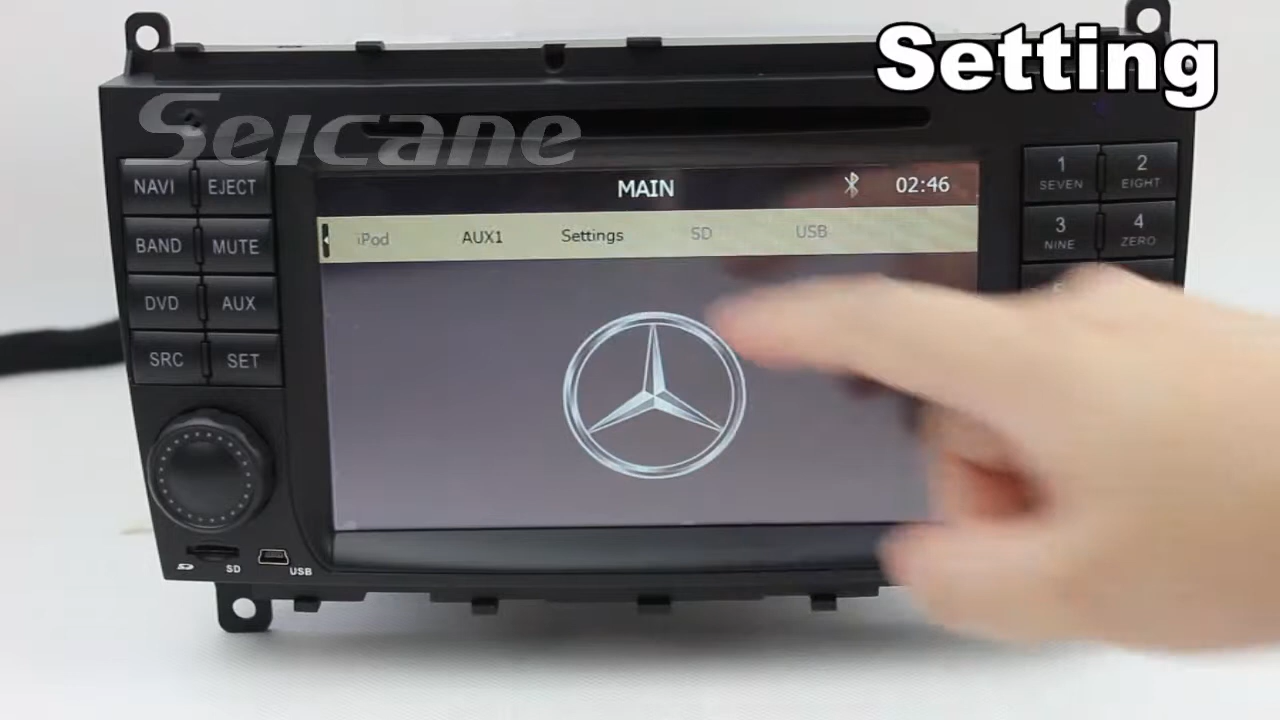 Setting
Seicane
NAVI EJECT
BAND MUTE
DVD AUX
SRC SET
MAIN 02:46
iPod AUX1 Settings SD USB
1 SEVEN
2 EIGHT
3 NINE
4 ZERO
SD
USB